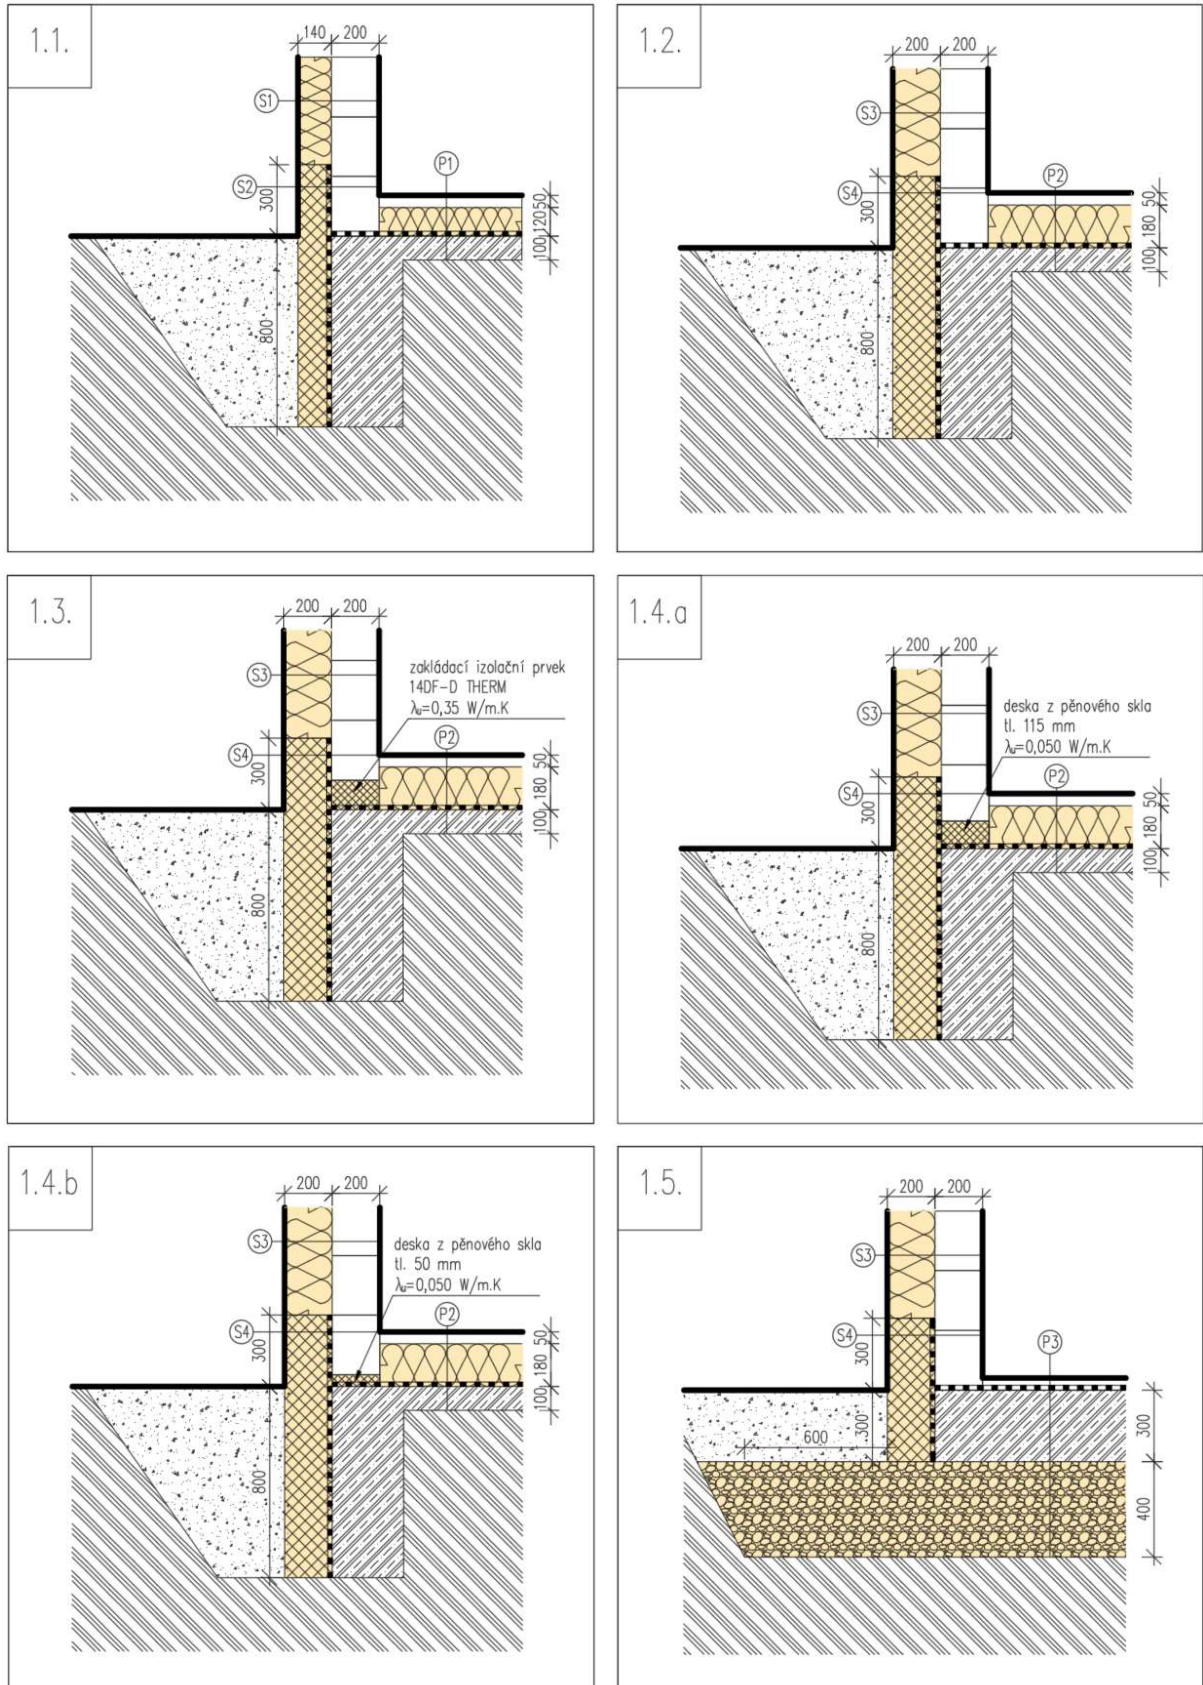 1.1.
140 200
S1
P1
S2
300
50
120
100
800
1.2.
200 200
S3
P2
S4
300
50
180
100
800
1.3.
200 200
S3
zakládací izolační prvek
14DF-D THERM
λu=0,35 W/m.K
P2
S4
300
50
180
100
800
1.4.a
200 200
S3
deska z pěnového skla
tl. 115 mm
λu=0,050 W/m.K
P2
S4
300
50
180
100
800
1.4.b
200 200
S3
deska z pěnového skla
tl. 50 mm
λu=0,050 W/m.K
P2
S4
300
50
180
100
800
1.5.
200 200
S3
S4
P3
300
300
600
300
400